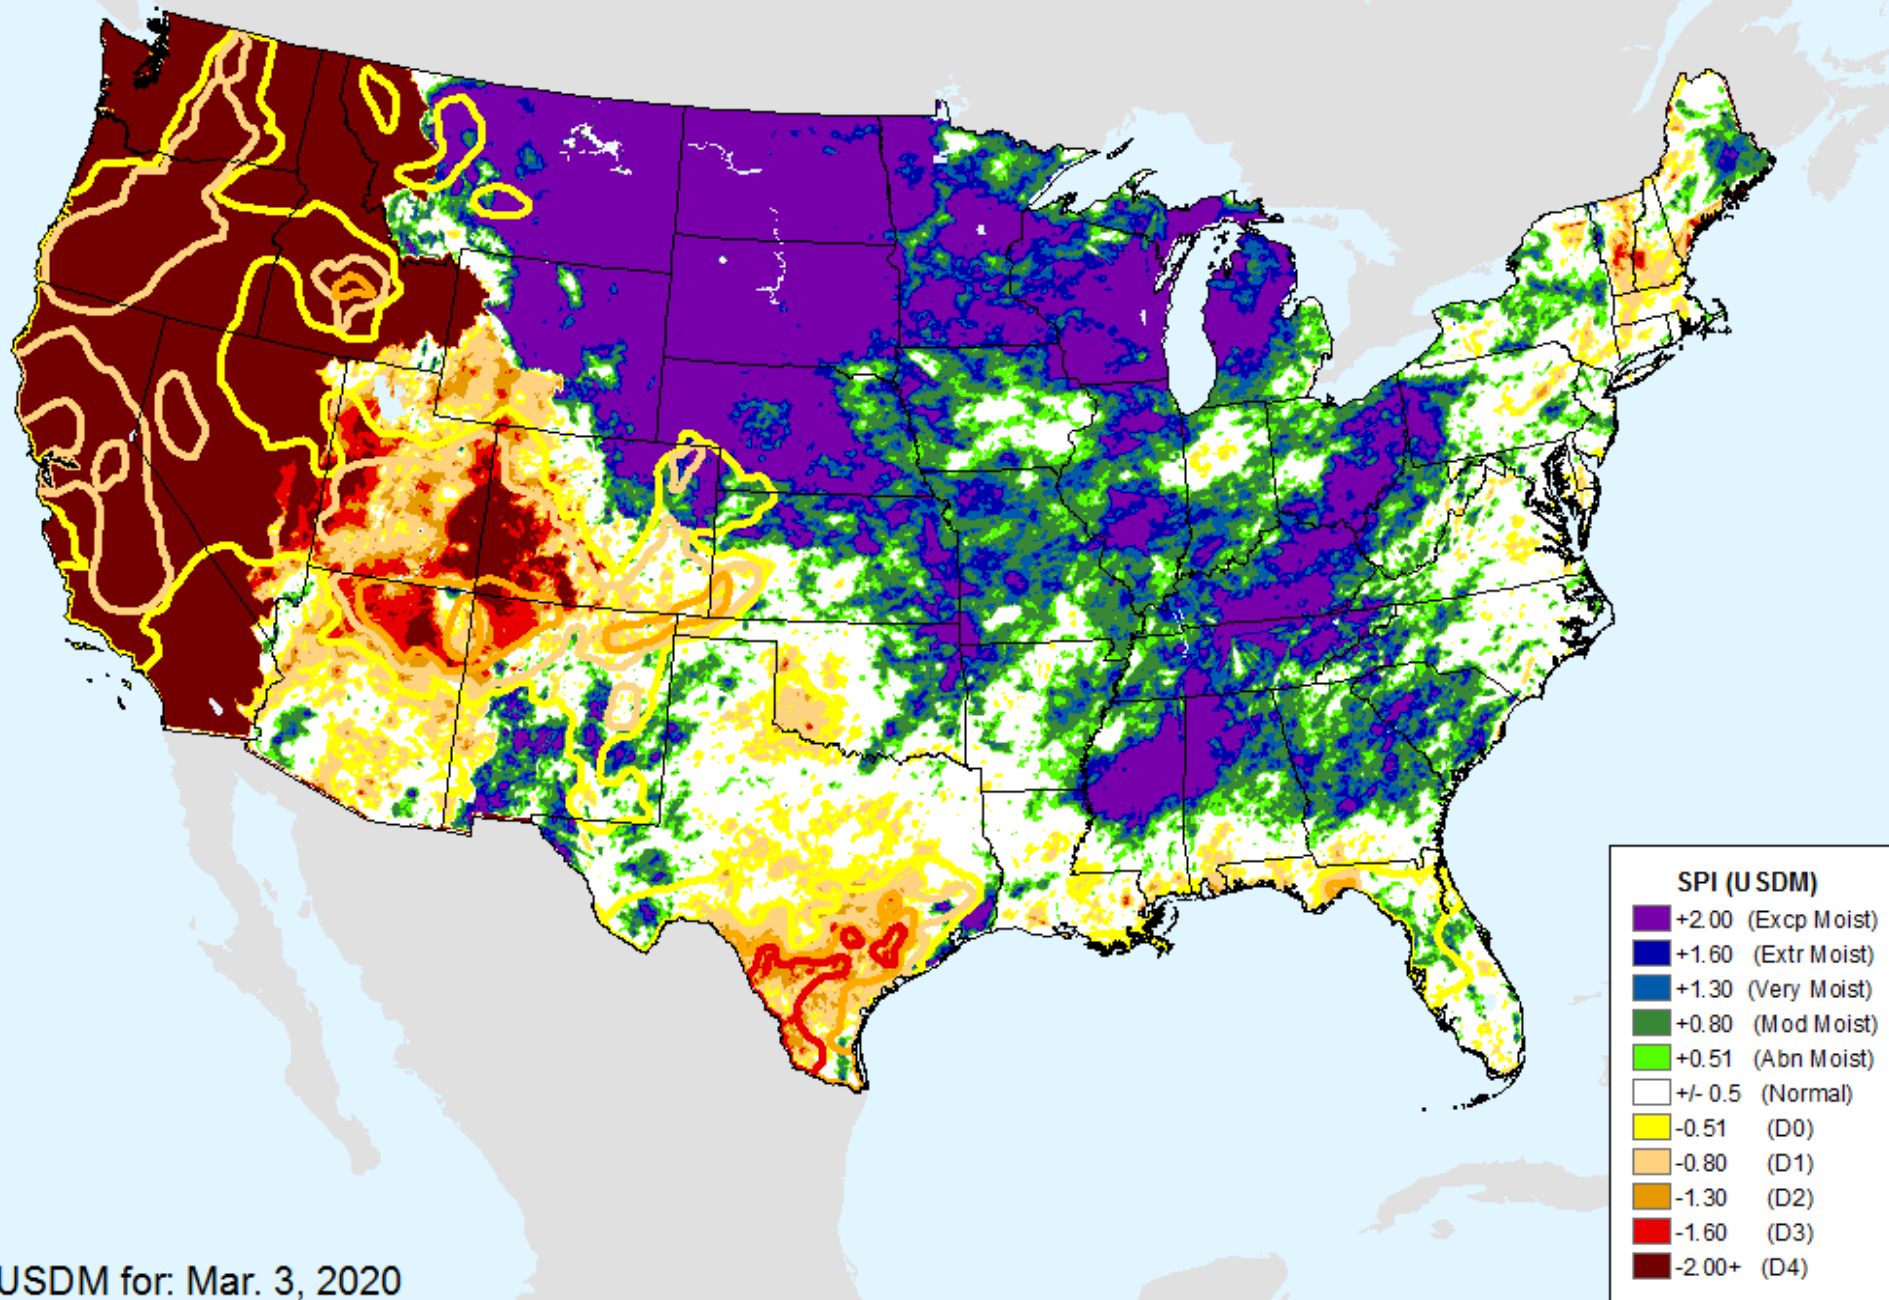 SPI (USDM)
+2.00 (Excp Moist)
+1.60 (Extr Moist)
+1.30 (Very Moist)
+0.80 (Mod Moist)
+0.51 (Abn Moist)
+/- 0.5 (Normal)
-0.51 (D0)
-0.80 (D1)
-1.30 (D2)
-1.60 (D3)
-2.00+ (D4)
USDM for: Mar. 3, 2020